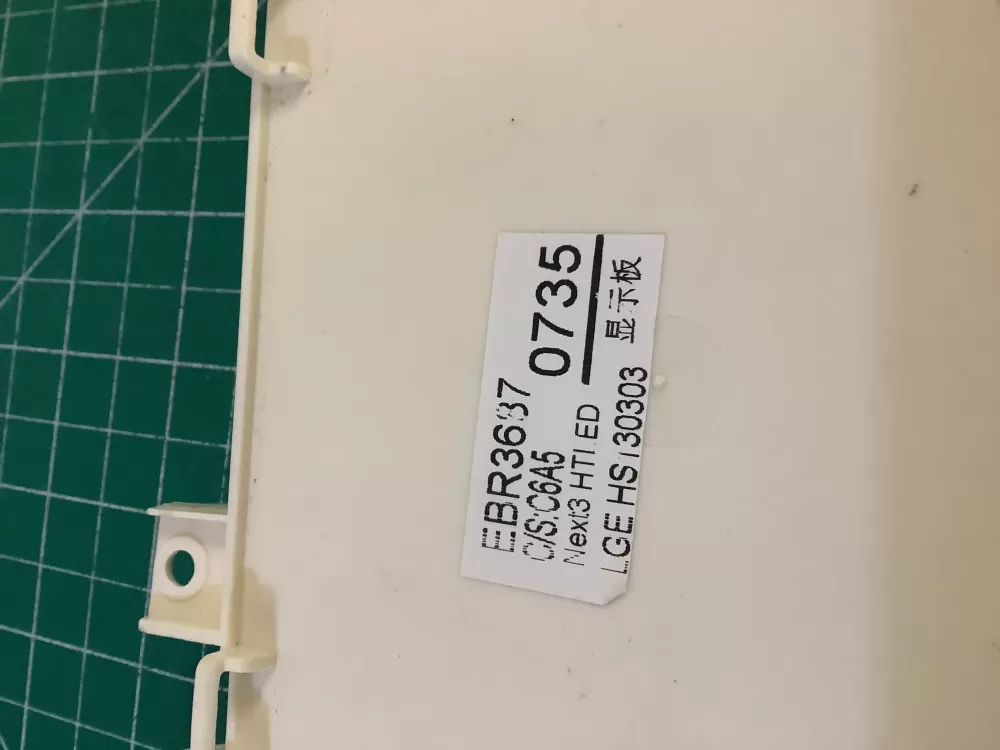 EBR3687 0735
C/S:C6A5
Next3 HTLED
LGE HS130303 显示板